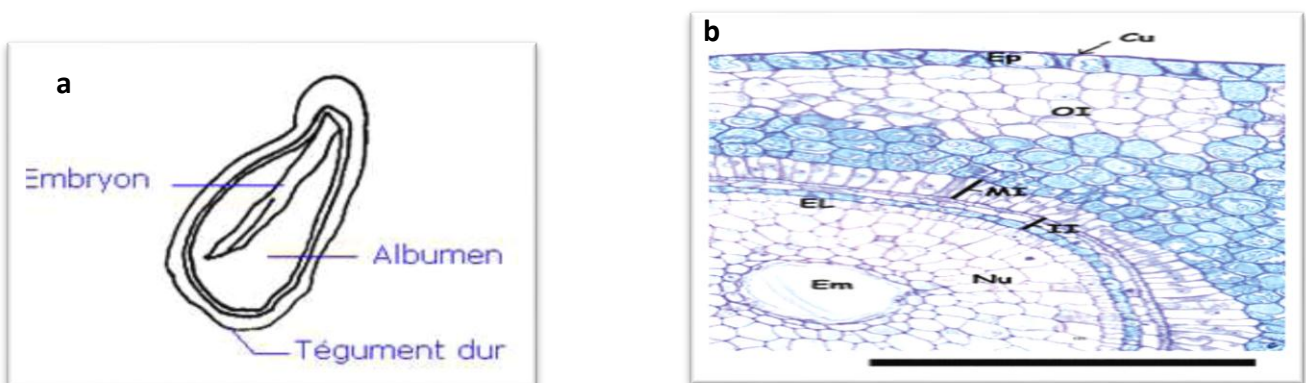 a
Embryon
Albumen
Tégument dur
b
Cu
Ep
OI
MI
EL
II
Em
Nu